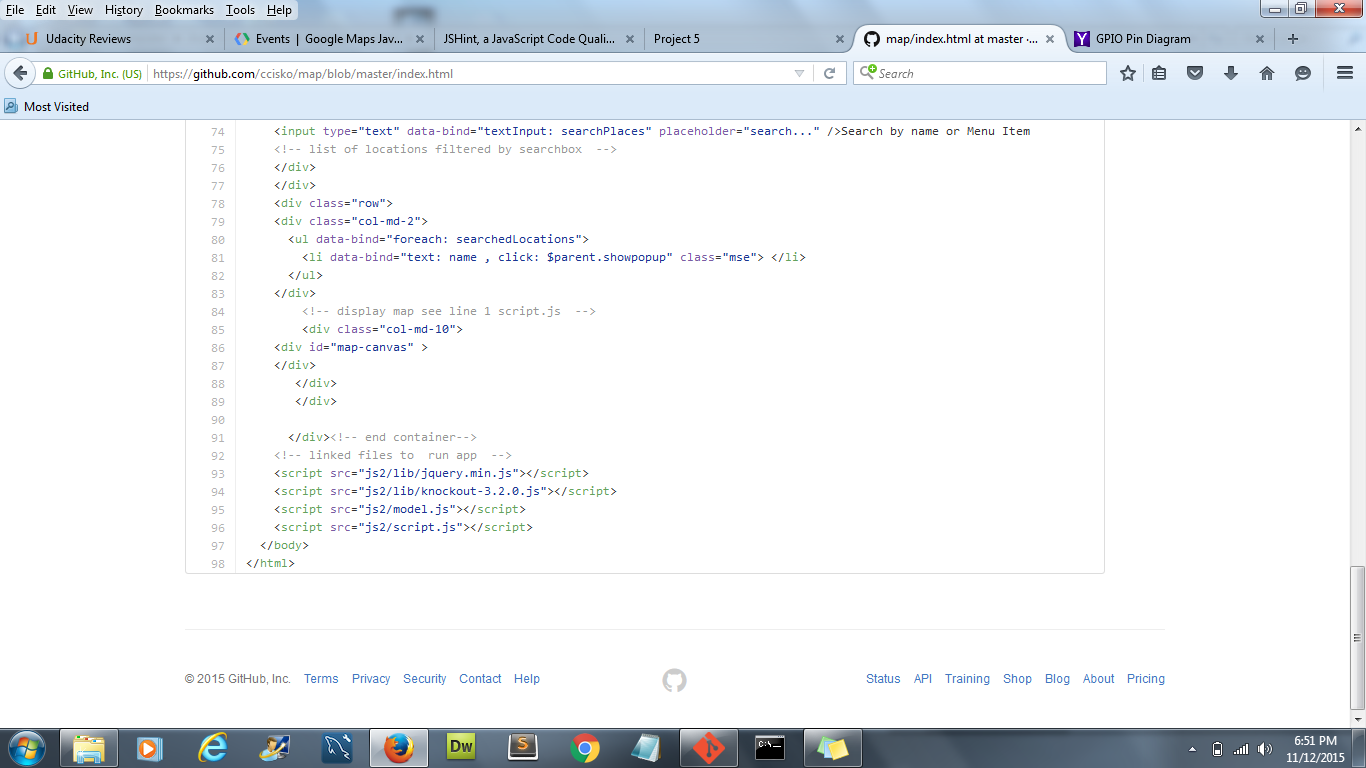 File Edit View History Bookmarks Tools Help
Udacity Reviews
Events | Google Maps Jav...
JSHint, a JavaScript Code Quali...
Project 5
map/index.html at master ·...
GPIO Pin Diagram
GitHub, Inc. (US)
https://github.com/ccisko/map/blob/master/index.html
Search
Most Visited
74 <input type="text" data-bind="textInput: searchPlaces" placeholder="search..." />Search by name or Menu Item
75 <!-- list of locations filtered by searchbox  -->
76 </div>
77 </div>
78 <div class="row">
79 <div class="col-md-2">
80 <ul data-bind="foreach: searchedLocations">
81 <li data-bind="text: name , click: $parent.showpopup" class="mse"> </li>
82 </ul>
83 </div>
84 <!-- display map see line 1 script.js  -->
85 <div class="col-md-10">
86 <div id="map-canvas" >
87 </div>
88 </div>
89 </div>
90
91 </div><!-- end container-->
92 <!-- linked files to  run app  -->
93 <script src="js2/lib/jquery.min.js"></script>
94 <script src="js2/lib/knockout-3.2.0.js"></script>
95 <script src="js2/model.js"></script>
96 <script src="js2/script.js"></script>
97 </body>
98 </html>
© 2015 GitHub, Inc. Terms Privacy Security Contact Help
Status API Training Shop Blog About Pricing
Dw
S
C:\_
6:51 PM
11/12/2015